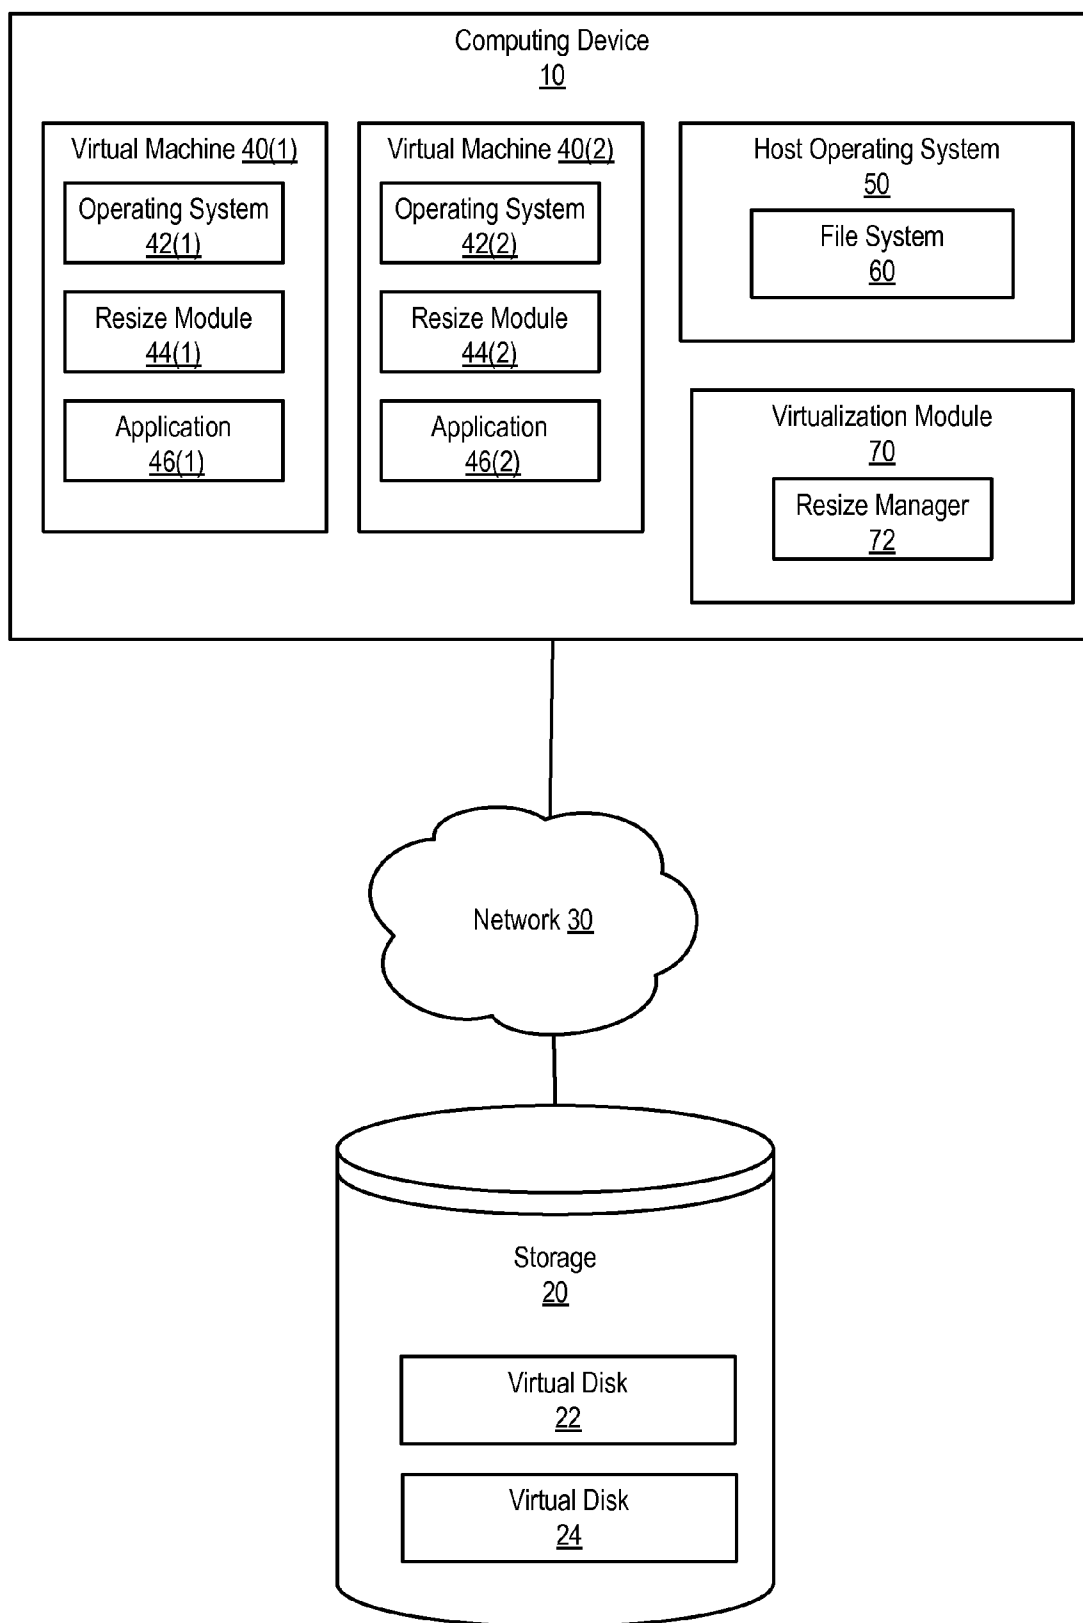 Computing Device
10
Virtual Machine 40(1)
Operating System
42(1)
Resize Module
44(1)
Application
46(1)
Virtual Machine 40(2)
Operating System
42(2)
Resize Module
44(2)
Application
46(2)
Host Operating System
50
File System
60
Virtualization Module
70
Resize Manager
72
Network 30
Storage
20
Virtual Disk
22
Virtual Disk
24